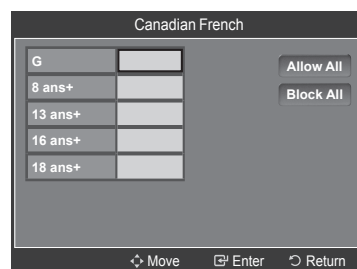 Canadian French
G
8 ans+
13 ans+
16 ans+
18 ans+
Allow All
Block All
Move Enter Return